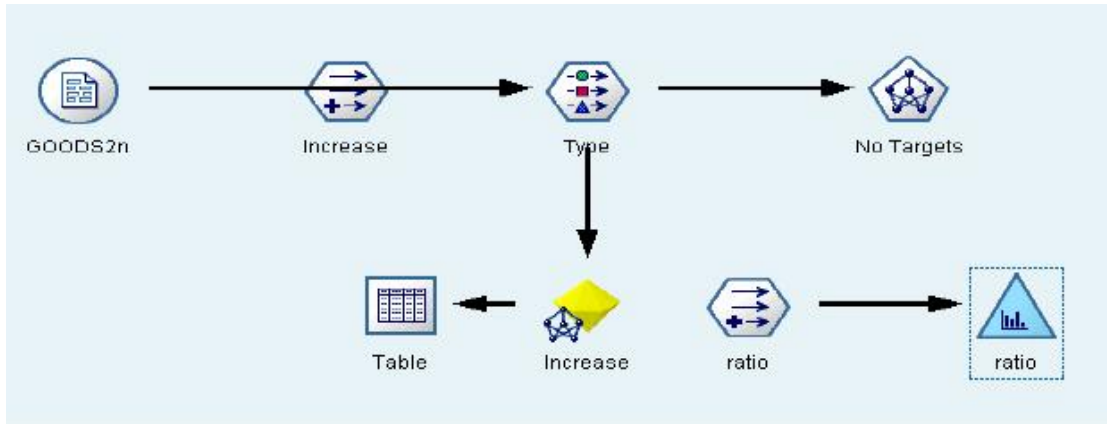 GOODS2n
Increase
Type
No Targets
Table
Increase
ratio
ratio